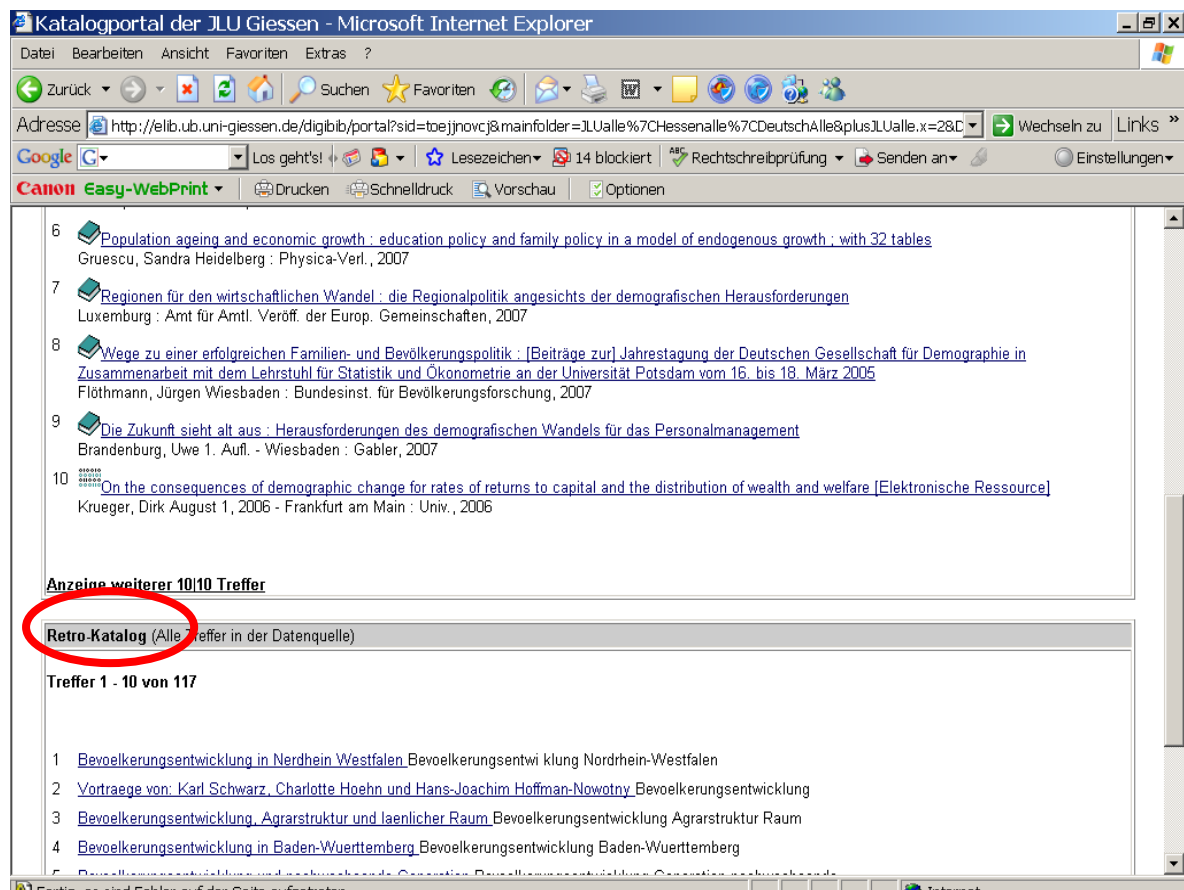 Katalogportal der JLU Giessen - Microsoft Internet Explorer
Datei Bearbeiten Ansicht Favoriten Extras ?
Zurück Suchen Favoriten
Adresse http://elib.ub.uni-giessen.de/digibib/portal?sid=toejjnovcj&mainfolder=JLUalle%7CHessenalle%7CDeutschAlle&plusJLUalle.x=2&D Wechseln zu Links »
Google G Los geht's! Lesezeichen 14 blockiert ABC Rechtschreibprüfung Senden an Einstellungen
Canon Easy-WebPrint Drucken Schnelldruck Vorschau Optionen
6 Population ageing and economic growth : education policy and family policy in a model of endogenous growth ; with 32 tables
Gruescu, Sandra Heidelberg : Physica-Verl., 2007
7 Regionen für den wirtschaftlichen Wandel : die Regionalpolitik angesichts der demografischen Herausforderungen
Luxemburg : Amt für Amtl. Veröff. der Europ. Gemeinschaften, 2007
8 Wege zu einer erfolgreichen Familien- und Bevölkerungspolitik : [Beiträge zur] Jahrestagung der Deutschen Gesellschaft für Demographie in
Zusammenarbeit mit dem Lehrstuhl für Statistik und Ökonometrie an der Universität Potsdam vom 16. bis 18. März 2005
Flöthmann, Jürgen Wiesbaden : Bundesinst. für Bevölkerungsforschung, 2007
9 Die Zukunft sieht alt aus : Herausforderungen des demografischen Wandels für das Personalmanagement
Brandenburg, Uwe 1. Aufl. - Wiesbaden : Gabler, 2007
10 On the consequences of demographic change for rates of returns to capital and the distribution of wealth and welfare [Elektronische Ressource]
Krueger, Dirk August 1, 2006 - Frankfurt am Main : Univ., 2006
Anzeige weiterer 10|10 Treffer
Retro-Katalog (Alle Treffer in der Datenquelle)
Treffer 1 - 10 von 117
1 Bevoelkerungsentwicklung in Nerdhein Westfalen Bevoelkerungsentwi klung Nordrhein-Westfalen
2 Vortraege von: Karl Schwarz, Charlotte Hoehn und Hans-Joachim Hoffman-Nowotny Bevoelkerungsentwicklung
3 Bevoelkerungsentwicklung, Agrarstruktur und laenlicher Raum Bevoelkerungsentwicklung Agrarstruktur Raum
4 Bevoelkerungsentwicklung in Baden-Wuerttemberg Bevoelkerungsentwicklung Baden-Wuerttemberg